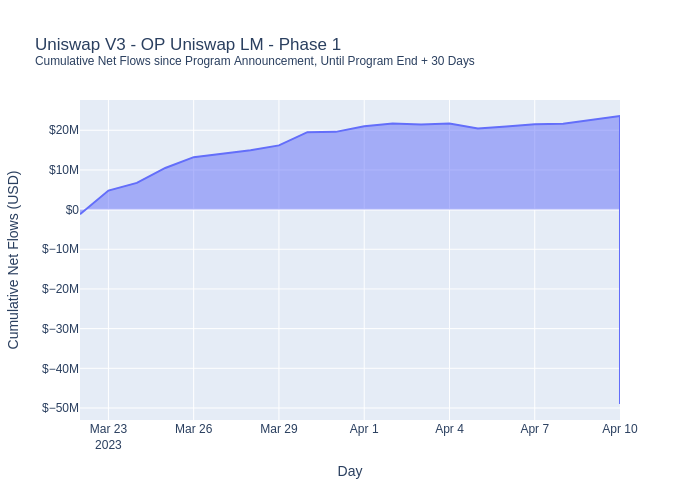 Uniswap V3 - OP Uniswap LM - Phase 1
Cumulative Net Flows since Program Announcement, Until Program End + 30 Days
Cumulative Net Flows (USD)
$20M
$10M
$0
$−10M
$−20M
$−30M
$−40M
$−50M
Mar 23
2023
Mar 26
Mar 29
Apr 1
Apr 4
Apr 7
Apr 10
Day